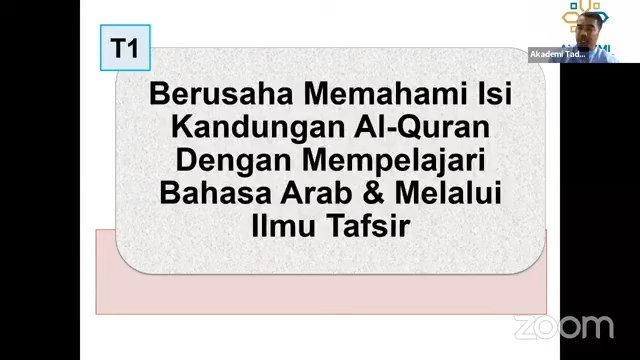 T1
Berusaha Memahami Isi
Kandungan Al-Quran
Dengan Mempelajari
Bahasa Arab & Melalui
Ilmu Tafsir
Akademi Tad...
zoom